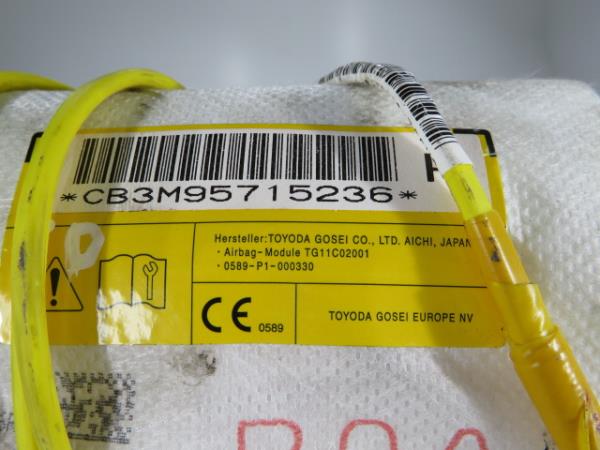 *CB3M95715236*
Hersteller:TOYODA GOSEI CO., LTD. AICHI, JAPAN
· Airbag-Module TG11C02001
· 0589-P1-000330
CE 0589
TOYODA GOSEI EUROPE NV